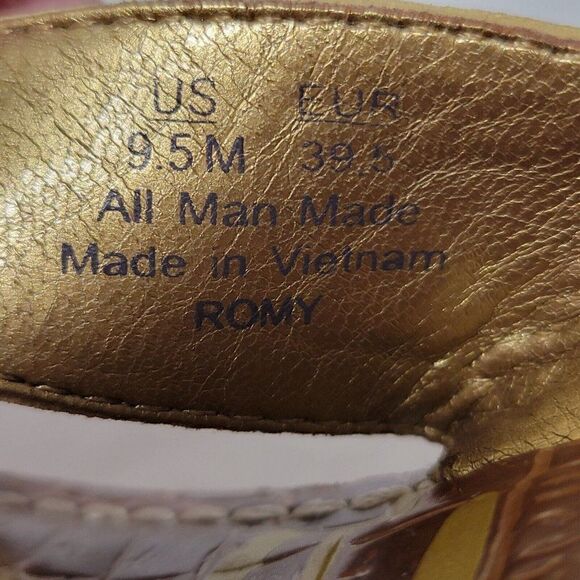 US EUR
9.5M 39.5
All Man Made
Made in Vietnam
ROMY